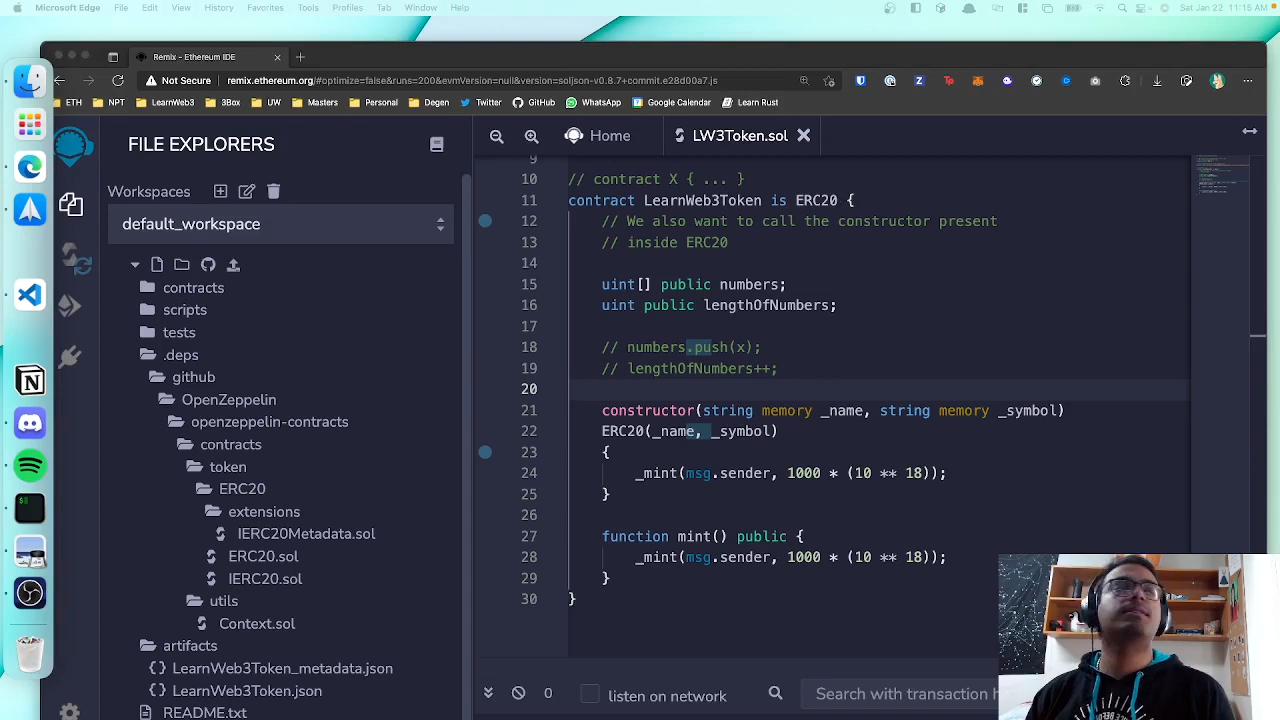 Microsoft Edge File Edit View History Favorites Tools Profiles Tab Window Help Sat Jan 22 11:15 AM
Remix - Ethereum IDE
Not Secure remix.ethereum.org/#optimize=false&runs=200&evmVersion=null&version=soljson-v0.8.7+commit.e28d00a7.js
ETH NPT LearnWeb3 3Box UW Masters Personal Degen Twitter GitHub WhatsApp Google Calendar Learn Rust
FILE EXPLORERS
Workspaces
default_workspace
contracts
scripts
tests
.deps
github
OpenZeppelin
openzeppelin-contracts
contracts
token
ERC20
extensions
IERC20Metadata.sol
ERC20.sol
IERC20.sol
utils
Context.sol
artifacts
LearnWeb3Token_metadata.json
LearnWeb3Token.json
README.txt
Home LW3Token.sol
9
10 // contract X { ... }
11 contract LearnWeb3Token is ERC20 {
12 // We also want to call the constructor present
13 // inside ERC20
14
15 uint[] public numbers;
16 uint public lengthOfNumbers;
17
18 // numbers.push(x);
19 // lengthOfNumbers++;
20
21 constructor(string memory _name, string memory _symbol)
22 ERC20(_name, _symbol)
23 {
24 _mint(msg.sender, 1000 * (10 ** 18));
25 }
26
27 function mint() public {
28 _mint(msg.sender, 1000 * (10 ** 18));
29 }
30 }
0 listen on network Search with transaction h